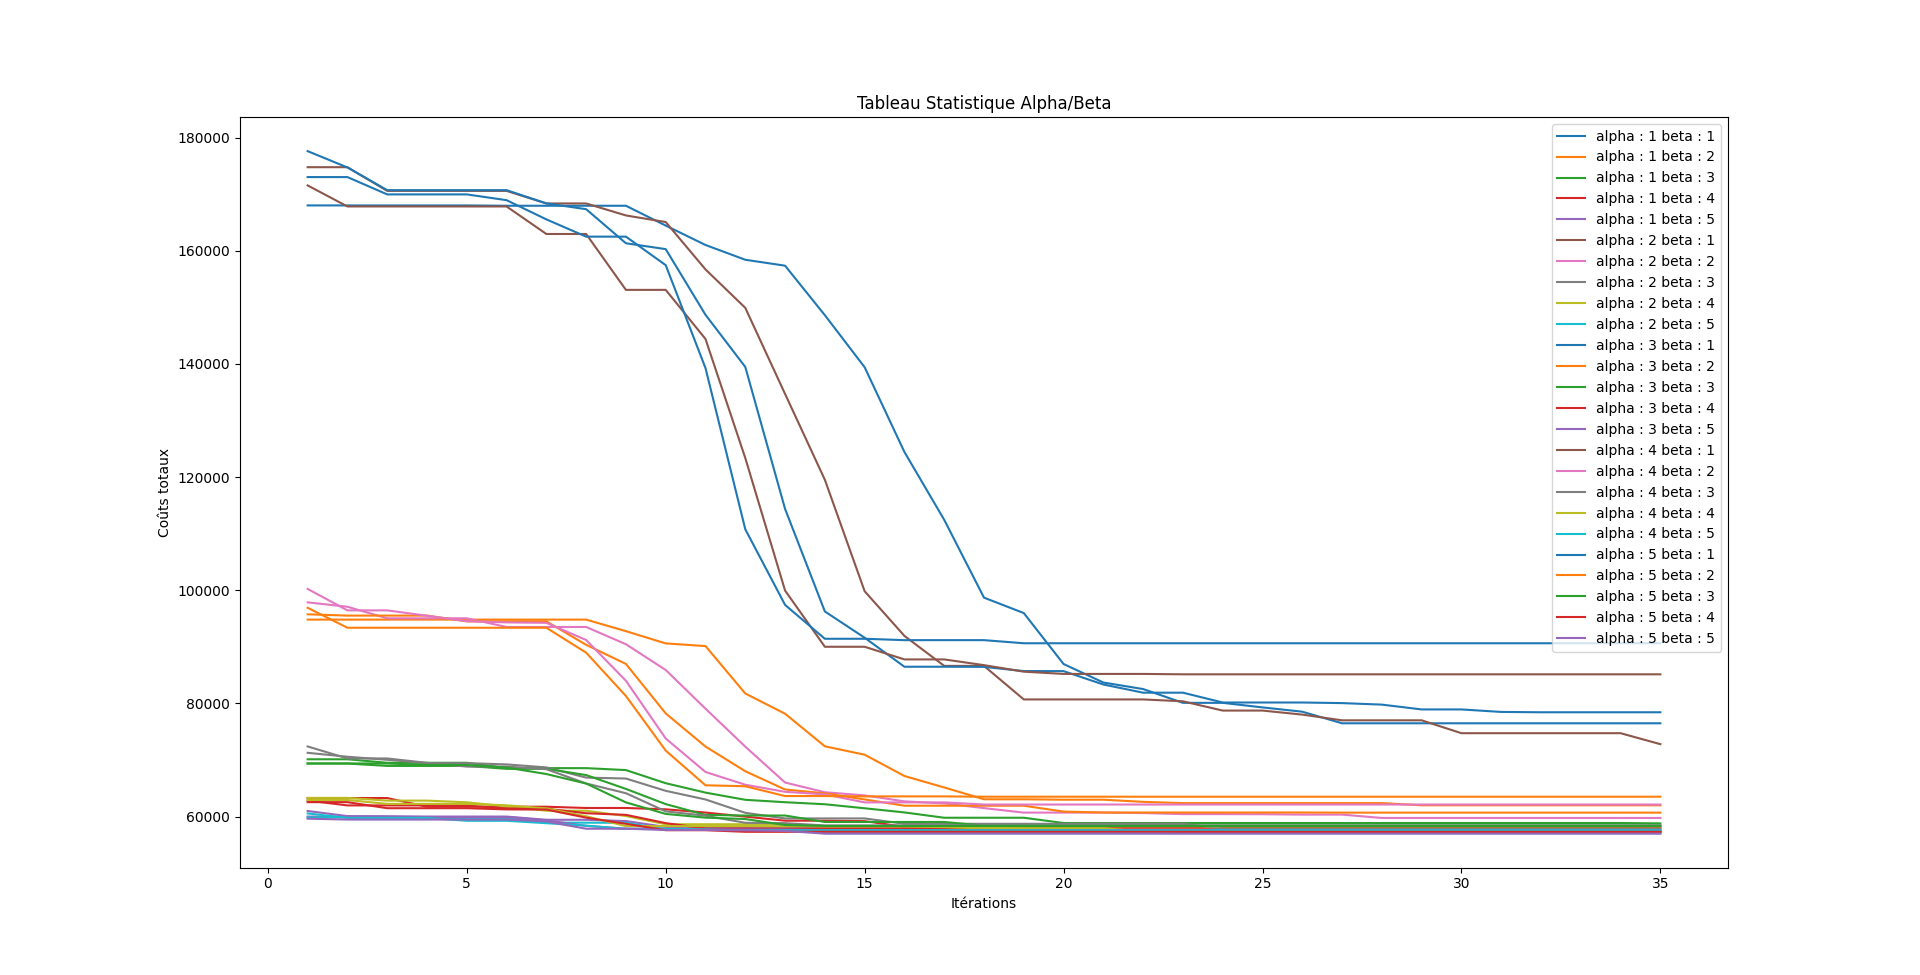 Tableau Statistique Alpha/Beta
180000
160000
140000
120000
100000
80000
60000
Coûts totaux
0
5
10
15
20
25
30
35
Itérations
alpha : 1 beta : 1
alpha : 1 beta : 2
alpha : 1 beta : 3
alpha : 1 beta : 4
alpha : 1 beta : 5
alpha : 2 beta : 1
alpha : 2 beta : 2
alpha : 2 beta : 3
alpha : 2 beta : 4
alpha : 2 beta : 5
alpha : 3 beta : 1
alpha : 3 beta : 2
alpha : 3 beta : 3
alpha : 3 beta : 4
alpha : 3 beta : 5
alpha : 4 beta : 1
alpha : 4 beta : 2
alpha : 4 beta : 3
alpha : 4 beta : 4
alpha : 4 beta : 5
alpha : 5 beta : 1
alpha : 5 beta : 2
alpha : 5 beta : 3
alpha : 5 beta : 4
alpha : 5 beta : 5